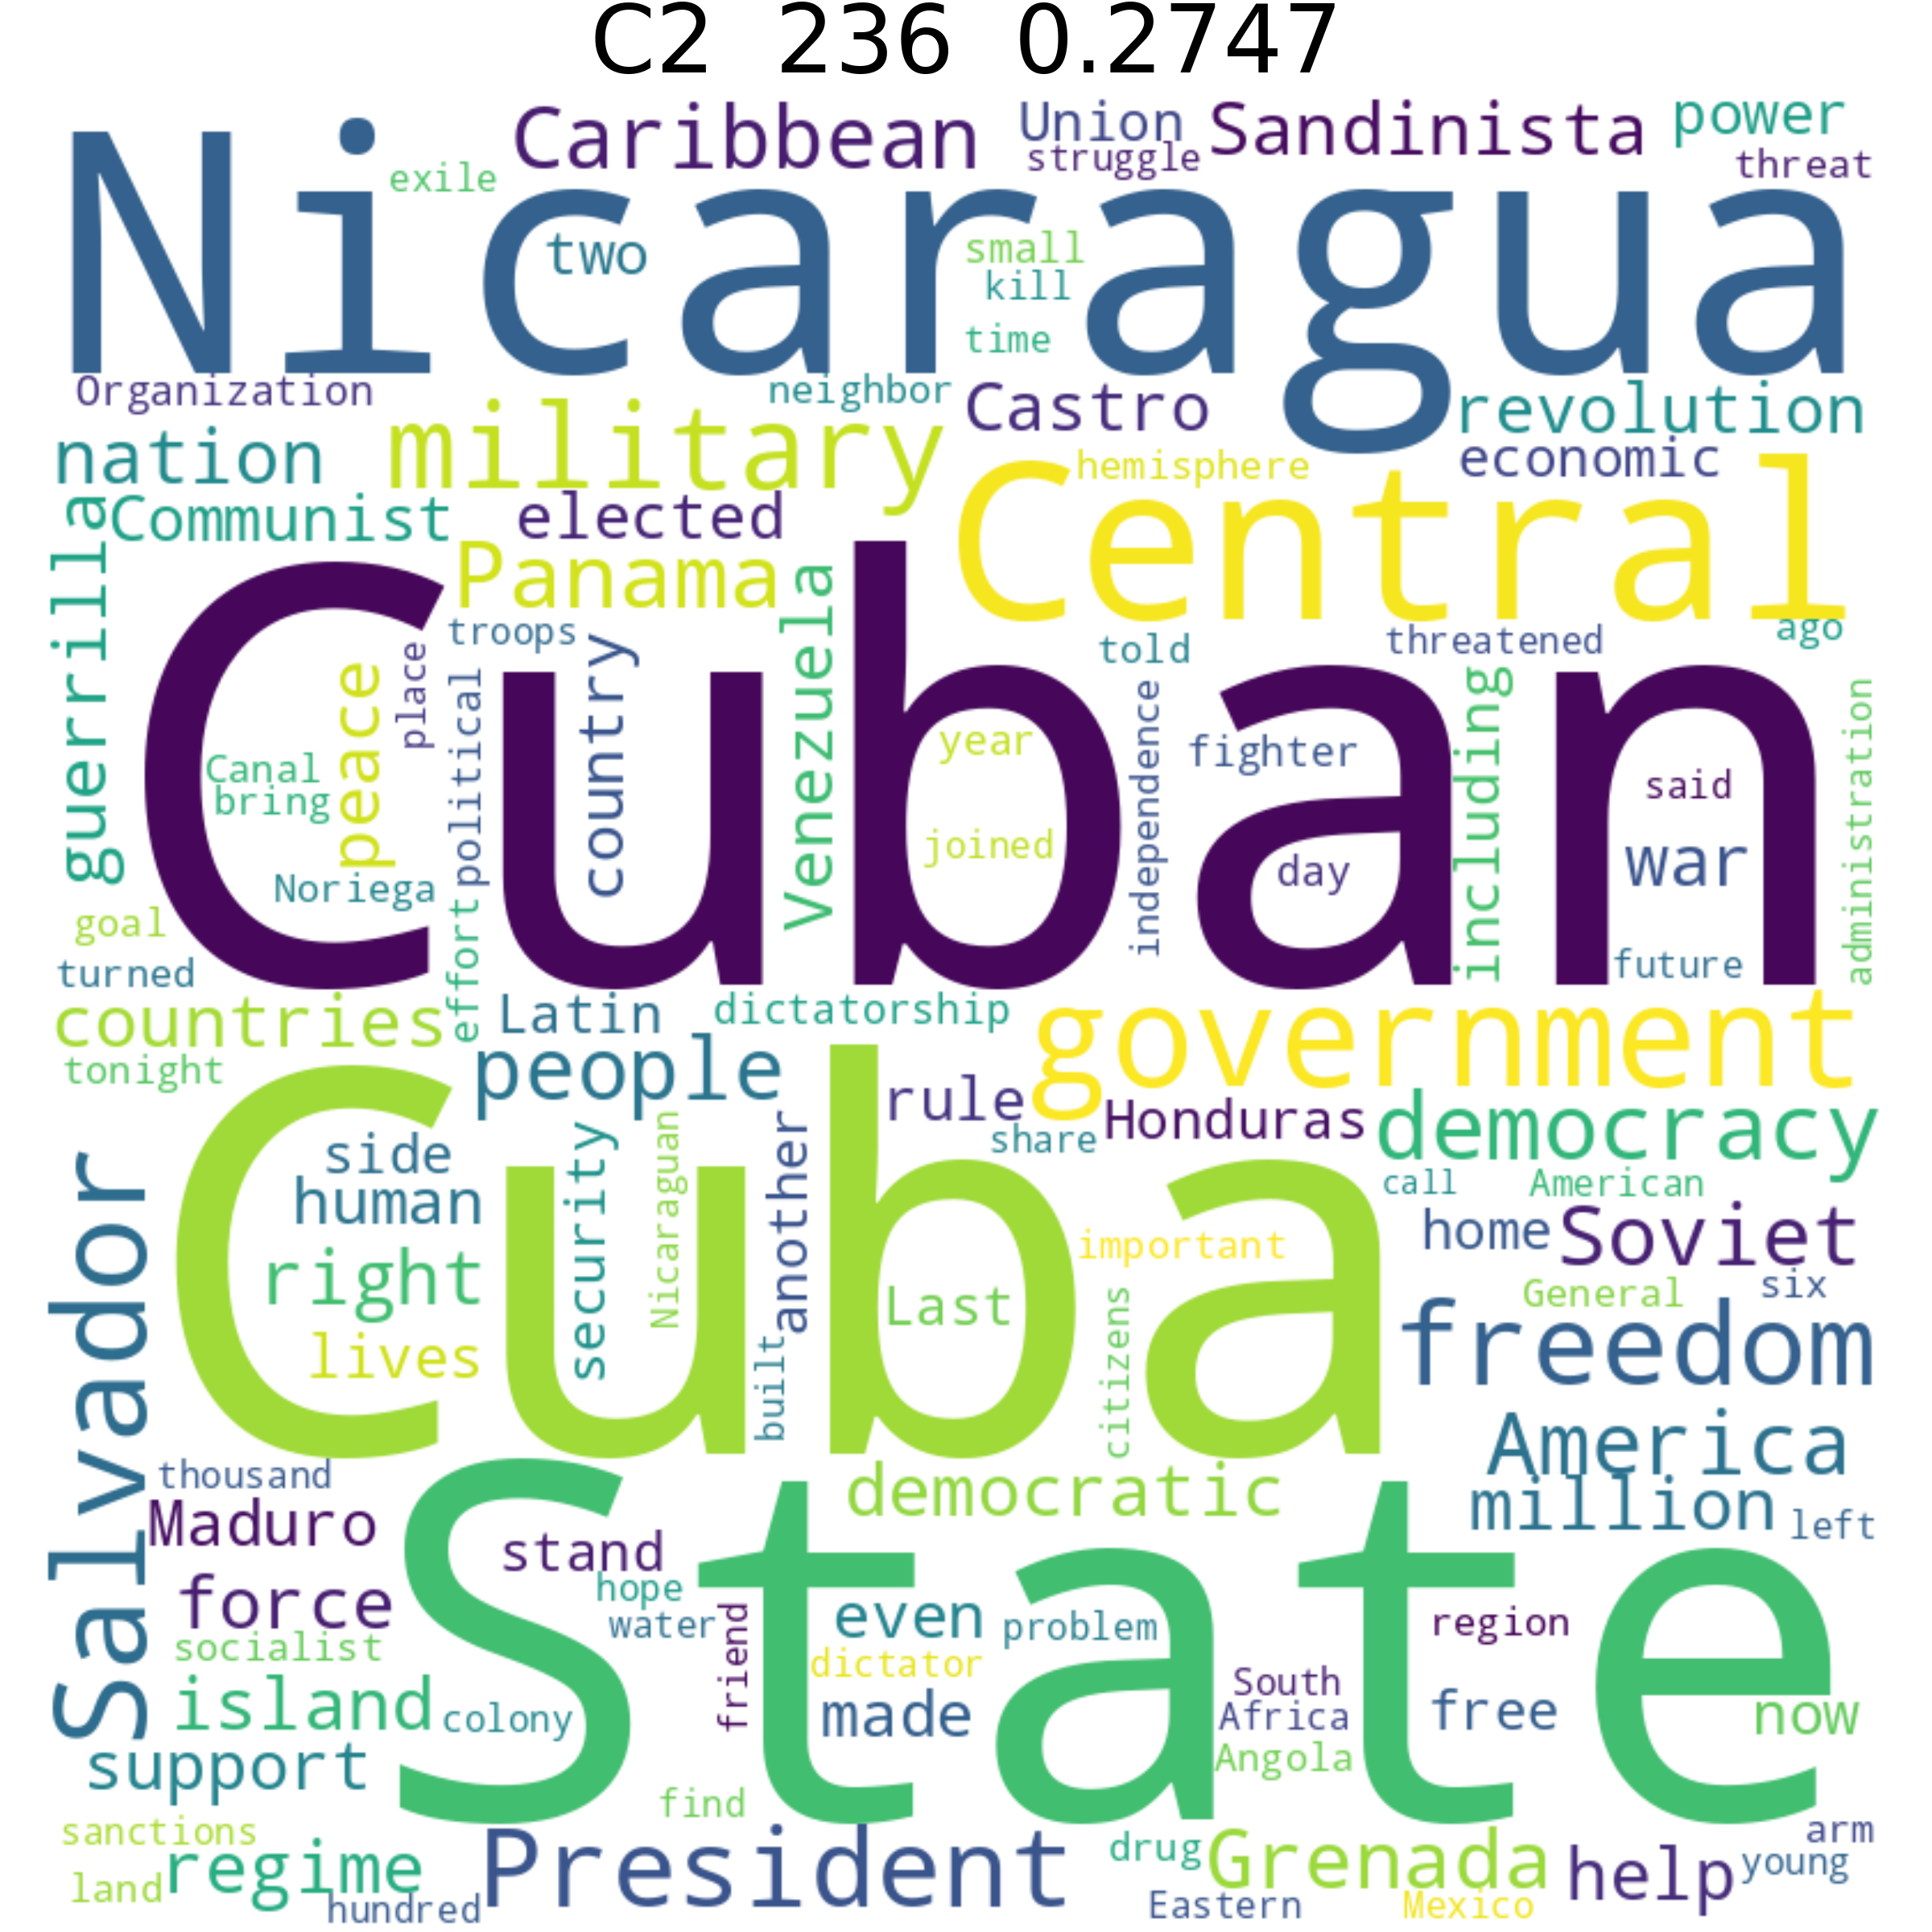 C2 236 0.2747
Caribbean
Union
Sandinista
power
struggle
threat
exile
Nicaragua
two
small
kill
time
Organization
neighbor
Castro
revolution
nation
military
hemisphere
economic
Communist
elected
Central
guerrilla
Panama
Venezuela
troops
told
threatened
ago
Cuban
place
peace
political
country
independence
including
administration
year
fighter
Canal
bring
said
joined
day
war
Noriega
goal
effort
turned
future
countries
Latin
dictatorship
government
tonight
people
rule
Honduras
democracy
share
Cuba
side
human
security
Nicaraguan
another
call
American
home
Soviet
important
right
Last
citizens
General
six
lives
built
freedom
Salvador
America
thousand
democratic
million
left
Maduro
State
stand
force
hope
water
friend
even
problem
region
socialist
dictator
island
colony
made
South
Africa
Angola
free
now
support
find
sanctions
regime
President
drug
Grenada
help
arm
young
land
hundred
Eastern
Mexico